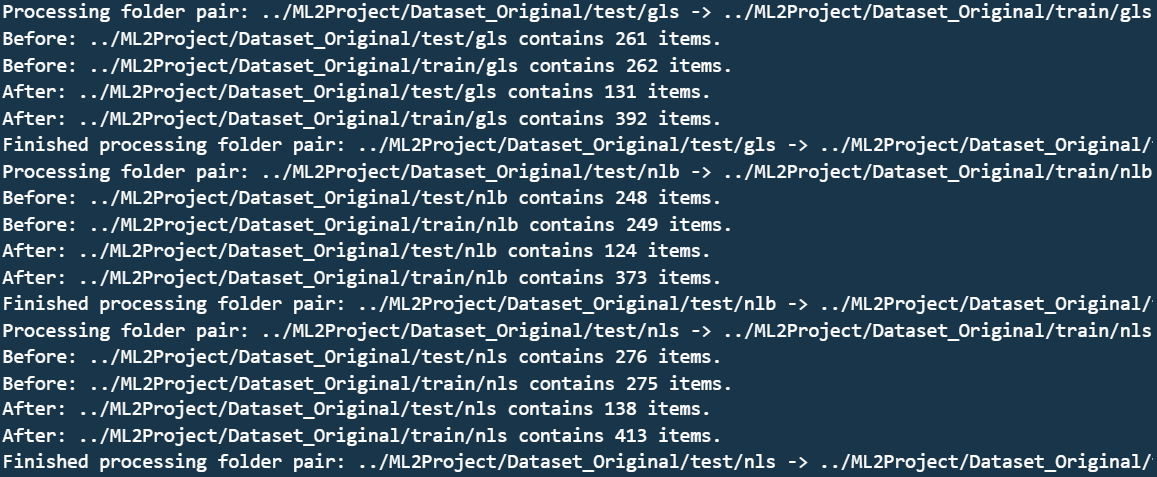 Processing folder pair: ../ML2Project/Dataset_Original/test/gls -> ../ML2Project/Dataset_Original/train/gls
Before: ../ML2Project/Dataset_Original/test/gls contains 261 items.
Before: ../ML2Project/Dataset_Original/train/gls contains 262 items.
After: ../ML2Project/Dataset_Original/test/gls contains 131 items.
After: ../ML2Project/Dataset_Original/train/gls contains 392 items.
Finished processing folder pair: ../ML2Project/Dataset_Original/test/gls -> ../ML2Project/Dataset_Original/
Processing folder pair: ../ML2Project/Dataset_Original/test/nlb -> ../ML2Project/Dataset_Original/train/nlb
Before: ../ML2Project/Dataset_Original/test/nlb contains 248 items.
Before: ../ML2Project/Dataset_Original/train/nlb contains 249 items.
After: ../ML2Project/Dataset_Original/test/nlb contains 124 items.
After: ../ML2Project/Dataset_Original/train/nlb contains 373 items.
Finished processing folder pair: ../ML2Project/Dataset_Original/test/nlb -> ../ML2Project/Dataset_Original/
Processing folder pair: ../ML2Project/Dataset_Original/test/nls -> ../ML2Project/Dataset_Original/train/nls
Before: ../ML2Project/Dataset_Original/test/nls contains 276 items.
Before: ../ML2Project/Dataset_Original/train/nls contains 275 items.
After: ../ML2Project/Dataset_Original/test/nls contains 138 items.
After: ../ML2Project/Dataset_Original/train/nls contains 413 items.
Finished processing folder pair: ../ML2Project/Dataset_Original/test/nls -> ../ML2Project/Dataset_Original/